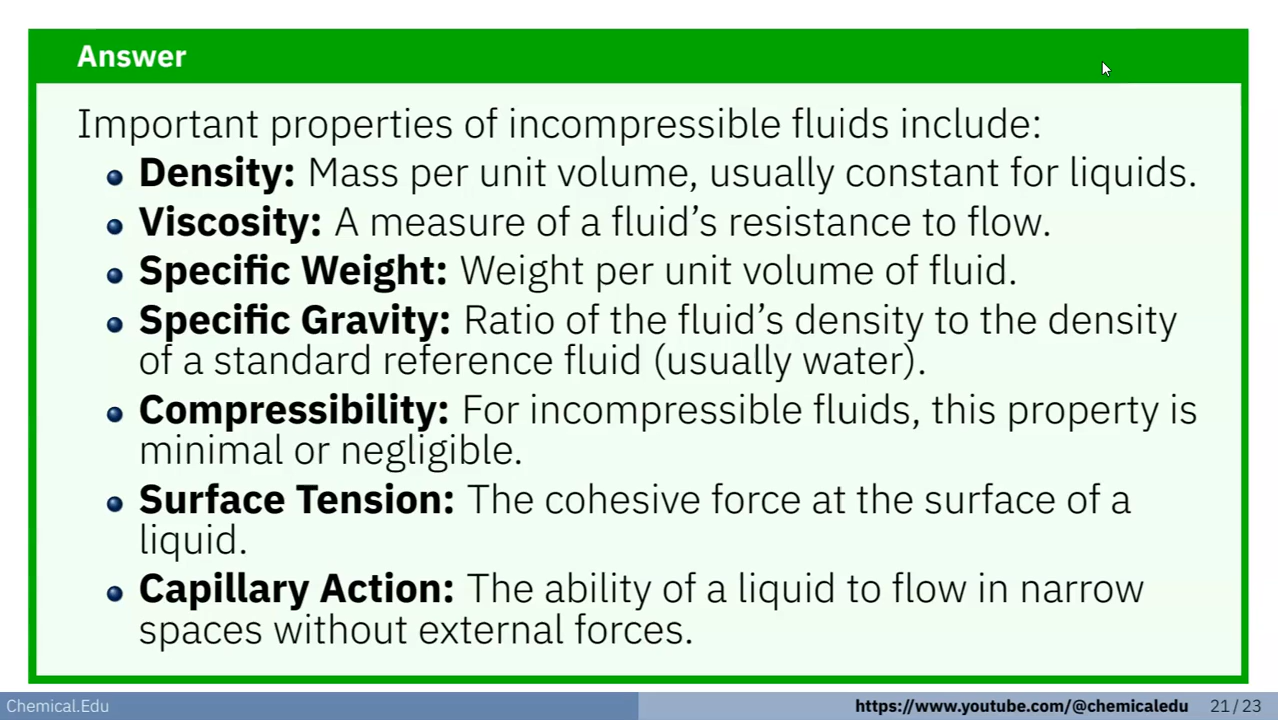 Answer
Important properties of incompressible fluids include:
Density: Mass per unit volume, usually constant for liquids.
Viscosity: A measure of a fluid's resistance to flow.
Specific Weight: Weight per unit volume of fluid.
Specific Gravity: Ratio of the fluid's density to the density
of a standard reference fluid (usually water).
Compressibility: For incompressible fluids, this property is
minimal or negligible.
Surface Tension: The cohesive force at the surface of a
liquid.
Capillary Action: The ability of a liquid to flow in narrow
spaces without external forces.
Chemical.Edu
https://www.youtube.com/@chemicaledu 21/23